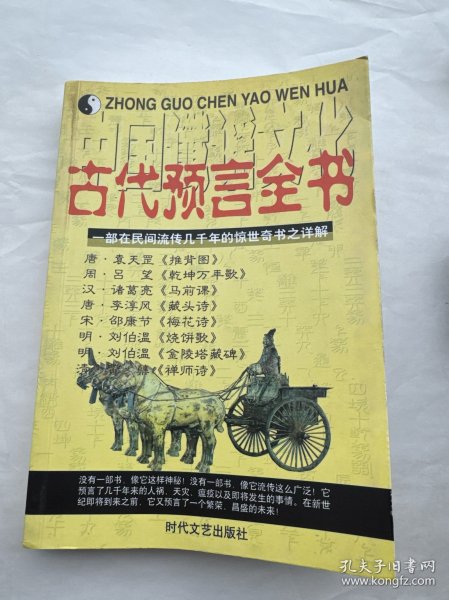 ZHONG GUO CHEN YAO WEN HUA
中国谶谣文化
古代预言全书
一部在民间流传几千年的惊世奇书之详解
唐·袁天罡《推背图》
周·吕望《乾坤万年歌》
汉·诸葛亮《马前课》
唐·李淳风《藏头诗》
宋·邵康节《梅花诗》
明·刘伯温《烧饼歌》
明·刘伯温《金陵塔藏碑》
《禅师诗》
没有一部书，像它这样神秘！没有一部书，像它流传这么广泛！它
预言了几千年来的人祸、天灾、瘟疫以及即将发生的事情。在新世
纪即将到来之前，它又预言了一个繁荣、昌盛的未来！
时代文艺出版社
孔夫子旧书网
www.kongfz.com